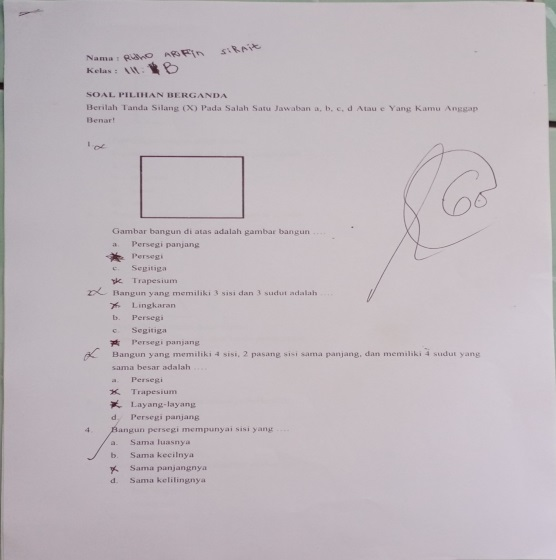 Nama : Ridho ARIFIN SIRAit
Kelas : III. B
SOAL PILIHAN BERGANDA
Berilah Tanda Silang (X) Pada Salah Satu Jawaban a, b, c, d Atau e Yang Kamu Anggap
Benar!
1
Gambar bangun di atas adalah gambar bangun ....
a. Persegi panjang
Persegi
c. Segitiga
Trapesium
2 Bangun yang memiliki 3 sisi dan 3 sudut adalah ....
Lingkaran
b. Persegi
c. Segitiga
Persegi panjang
Bangun yang memiliki 4 sisi, 2 pasang sisi sama panjang, dan memiliki 4 sudut yang
sama besar adalah ....
a. Persegi
Trapesium
Layang-layang
d. Persegi panjang
4. Bangun persegi mempunyai sisi yang ....
a. Sama luasnya
b. Sama kecilnya
Sama panjangnya
d. Sama kelilingnya